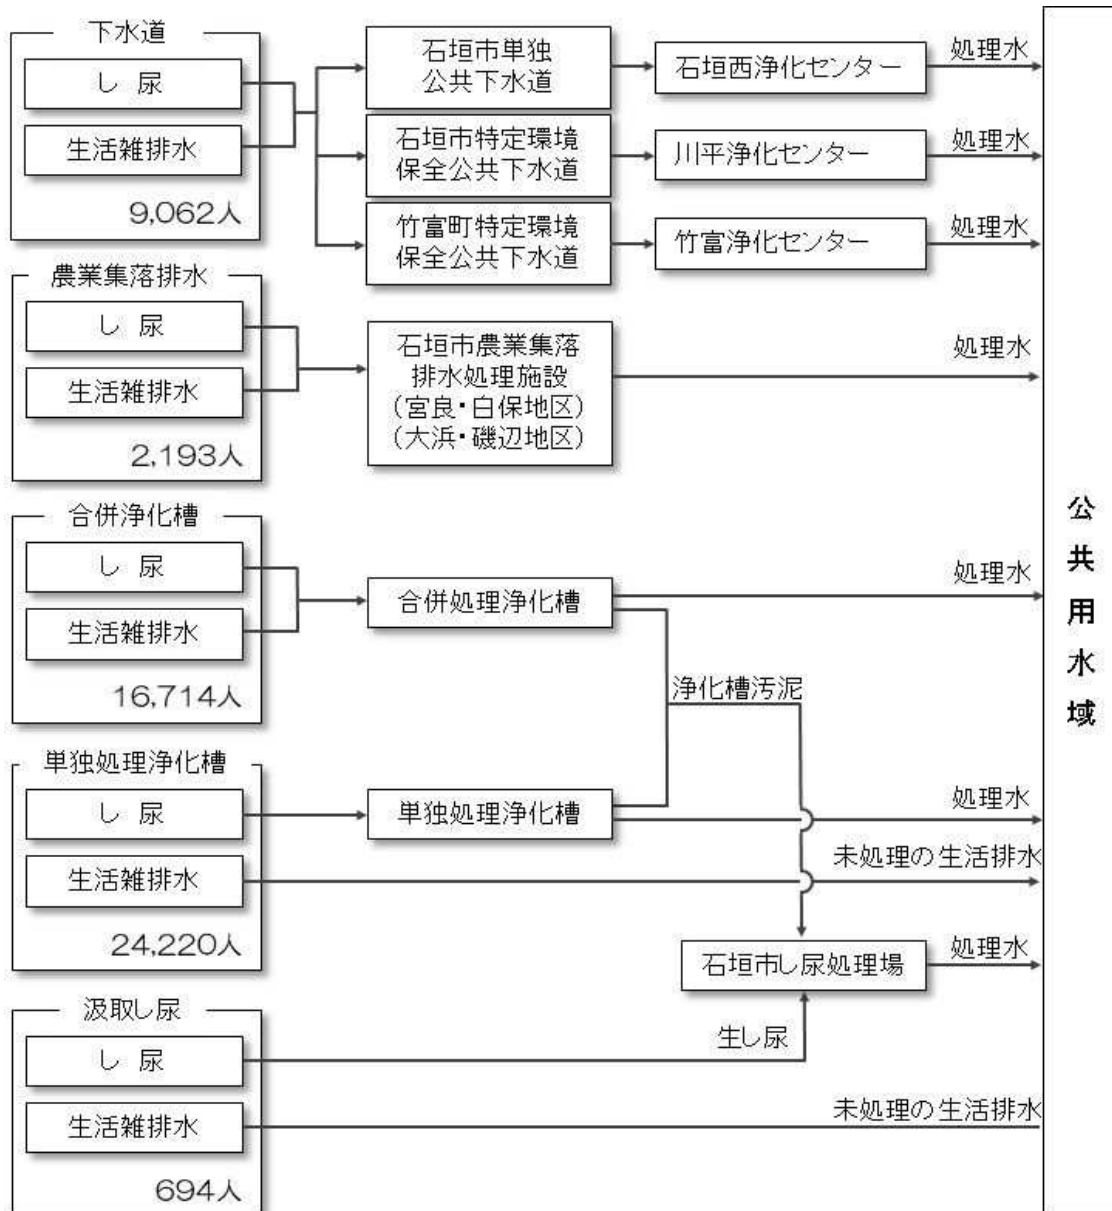 下水道
し 尿
生活雑排水
9,062人
石垣市単独
公共下水道
石垣西浄化センター
処理水
石垣市特定環境
保全公共下水道
川平浄化センター
処理水
竹富町特定環境
保全公共下水道
竹富浄化センター
処理水
農業集落排水
し 尿
生活雑排水
2,193人
石垣市農業集落
排水処理施設
(宮良・白保地区)
(大浜・磯辺地区)
処理水
合併浄化槽
し 尿
生活雑排水
16,714人
合併処理浄化槽
処理水
浄化槽汚泥
単独処理浄化槽
し 尿
生活雑排水
24,220人
単独処理浄化槽
処理水
未処理の生活排水
石垣市し尿処理場
処理水
汲取し尿
し 尿
生活雑排水
694人
生し尿
未処理の生活排水
公共用水域